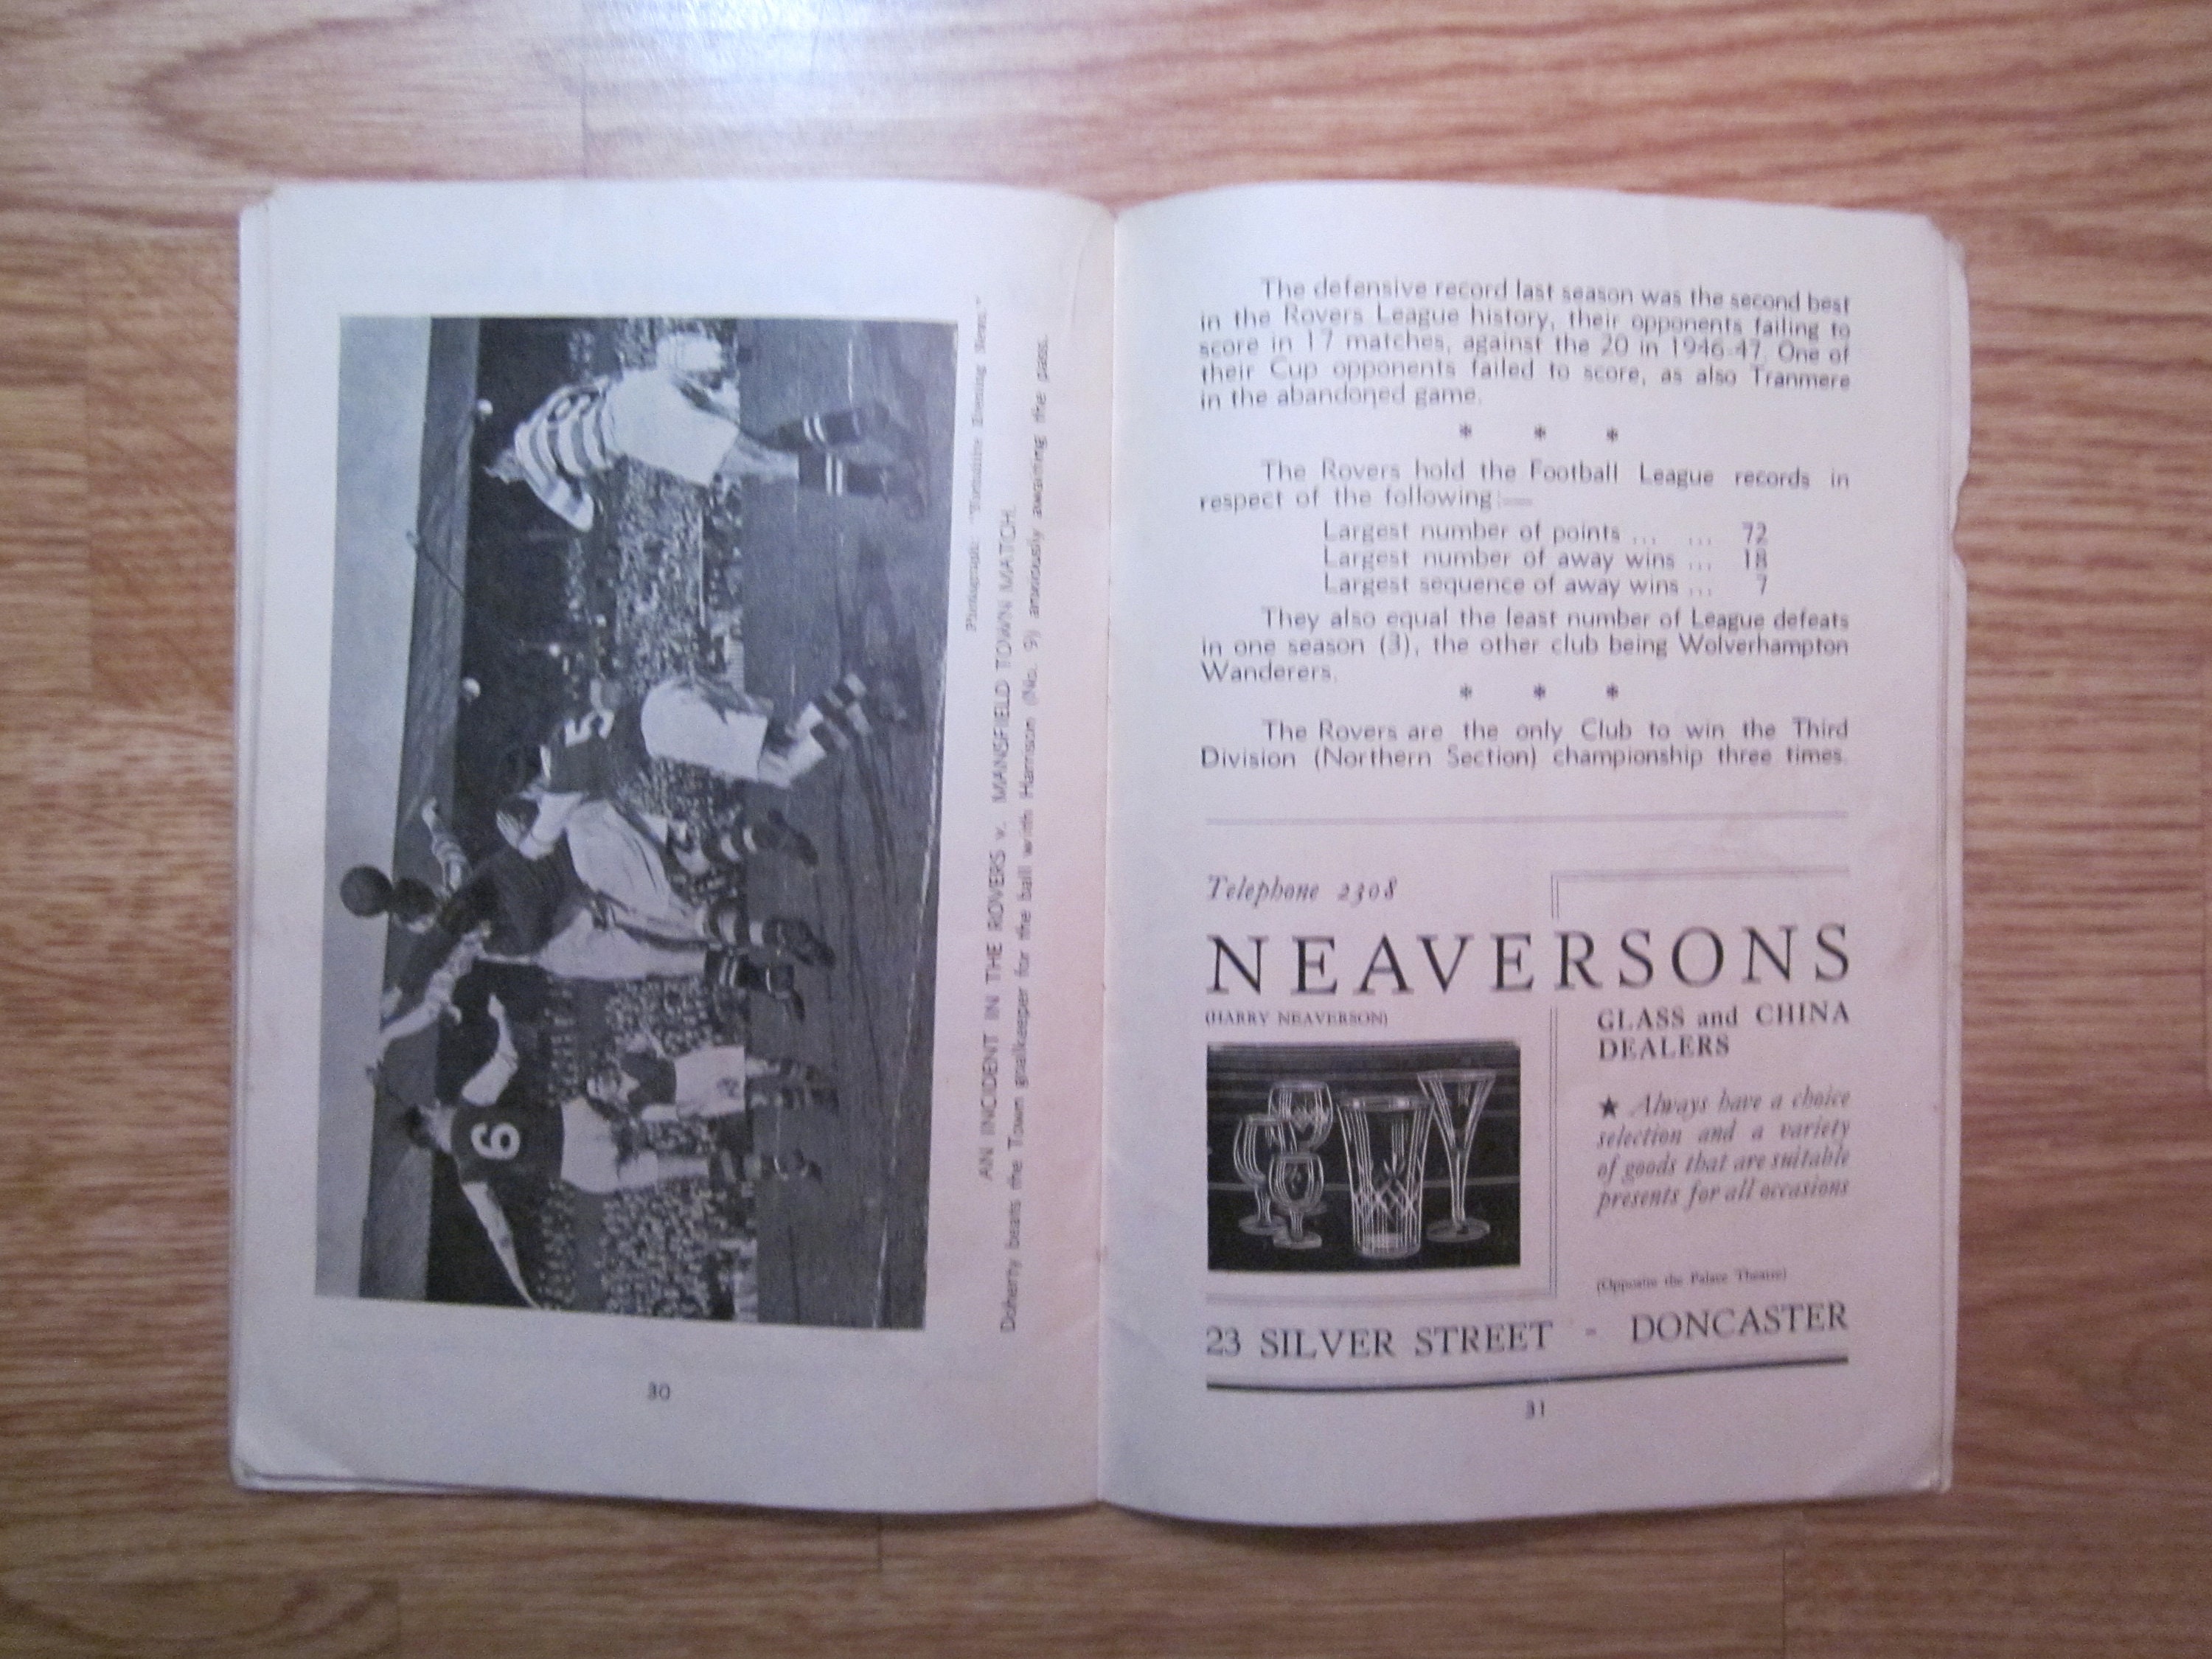 Photograph: "Yorkshire Evening News."
AN INCIDENT IN THE ROVERS v. MANSFIELD TOWN MATCH.
Doherty beats the Town goalkeeper for the ball with Harrison (No. 9) anxiously awaiting the pass.
5
6
8
30
The defensive record last season was the second best
in the Rovers League history, their opponents failing to
score in 17 matches, against the 20 in 1946-47. One of
their Cup opponents failed to score, as also Tranmere
in the abandoned game.
* * *
The Rovers hold the Football League records in
respect of the following:—
Largest number of points ... ... 72
Largest number of away wins ... 18
Largest sequence of away wins ... 7
They also equal the least number of League defeats
in one season (3), the other club being Wolverhampton
Wanderers.
* * *
The Rovers are the only Club to win the Third
Division (Northern Section) championship three times.
Telephone 2308
NEAVERSONS
(HARRY NEAVERSON)
GLASS and CHINA
DEALERS
★ Always have a choice
selection and a variety
of goods that are suitable
presents for all occasions
(Opposite the Palace Theatre)
23 SILVER STREET - DONCASTER
31